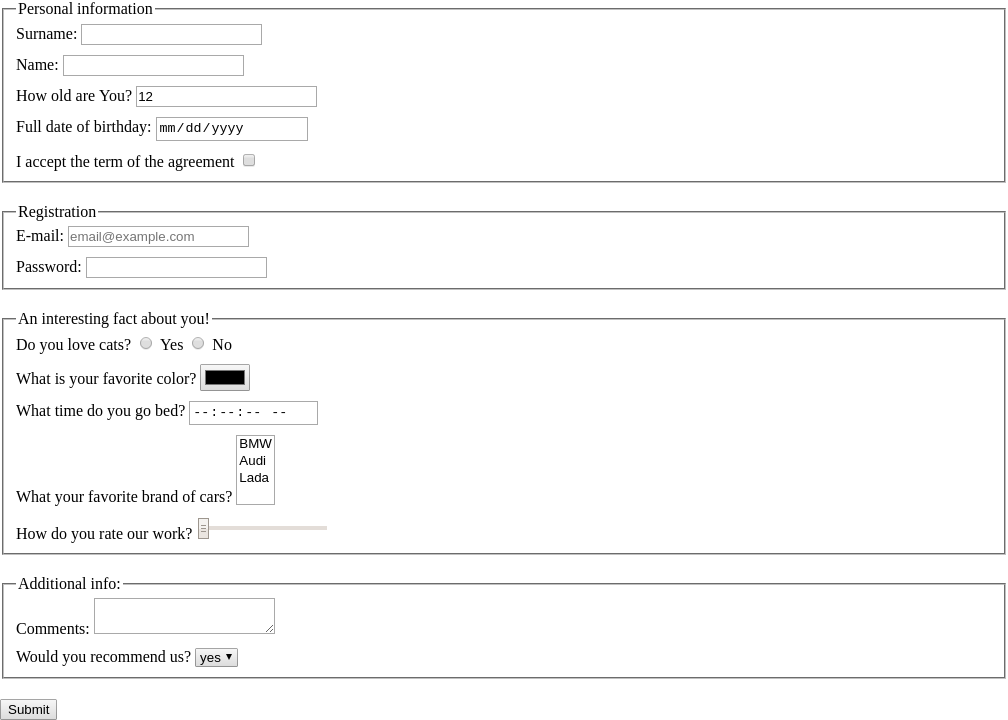 Personal information
Surname:
Name:
How old are You? 12
Full date of birthday: mm/dd/yyyy
I accept the term of the agreement
Registration
E-mail: email@example.com
Password:
An interesting fact about you!
Do you love cats? Yes No
What is your favorite color?
What time do you go bed? --:--:-- --
BMW
Audi
Lada
What your favorite brand of cars?
How do you rate our work?
Additional info:
Comments:
Would you recommend us? yes
Submit